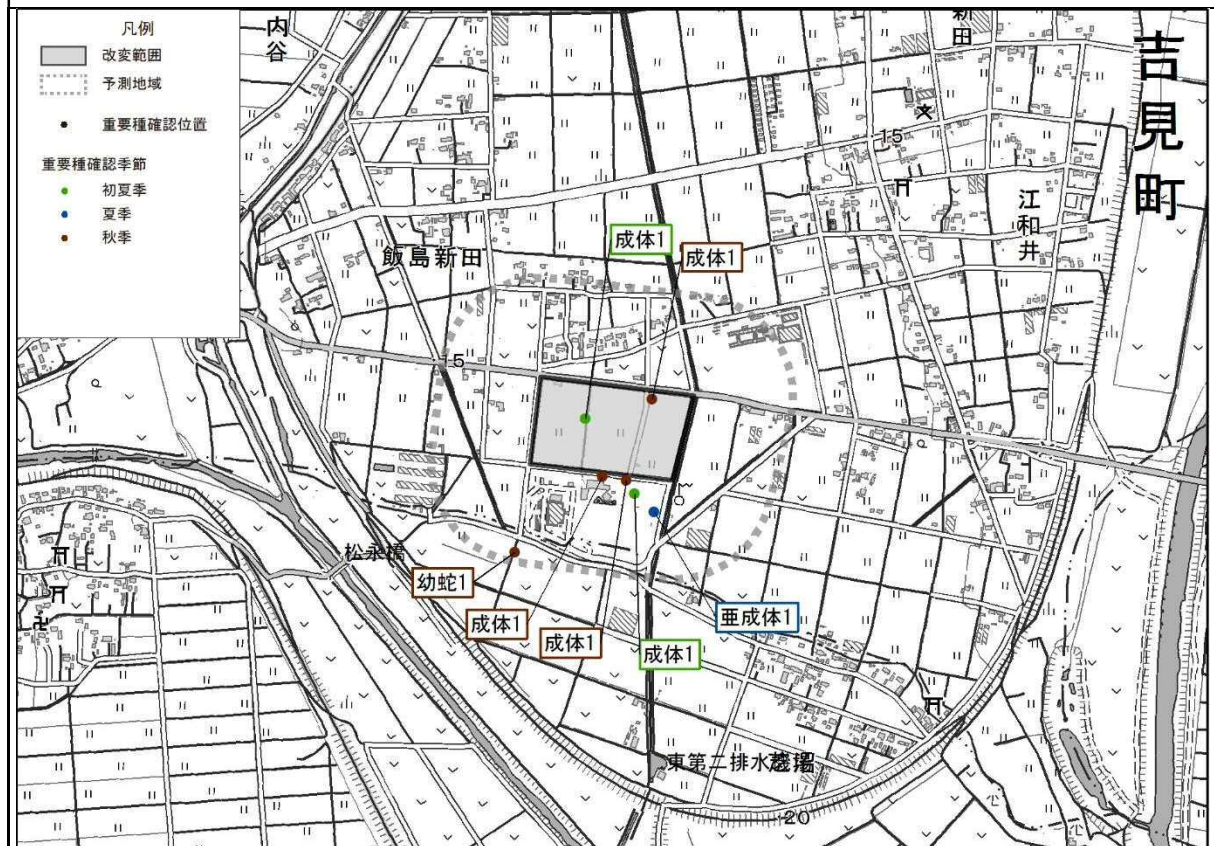 凡例
改変範囲
予測地域
重要種確認位置
重要種確認季節
初夏季
夏季
秋季
内谷
新田
吉見町
15
江和井
飯島新田
成体1
成体1
15
松永橋
幼蛇1
成体1
成体1
成体1
亜成体1
東第二排水
20